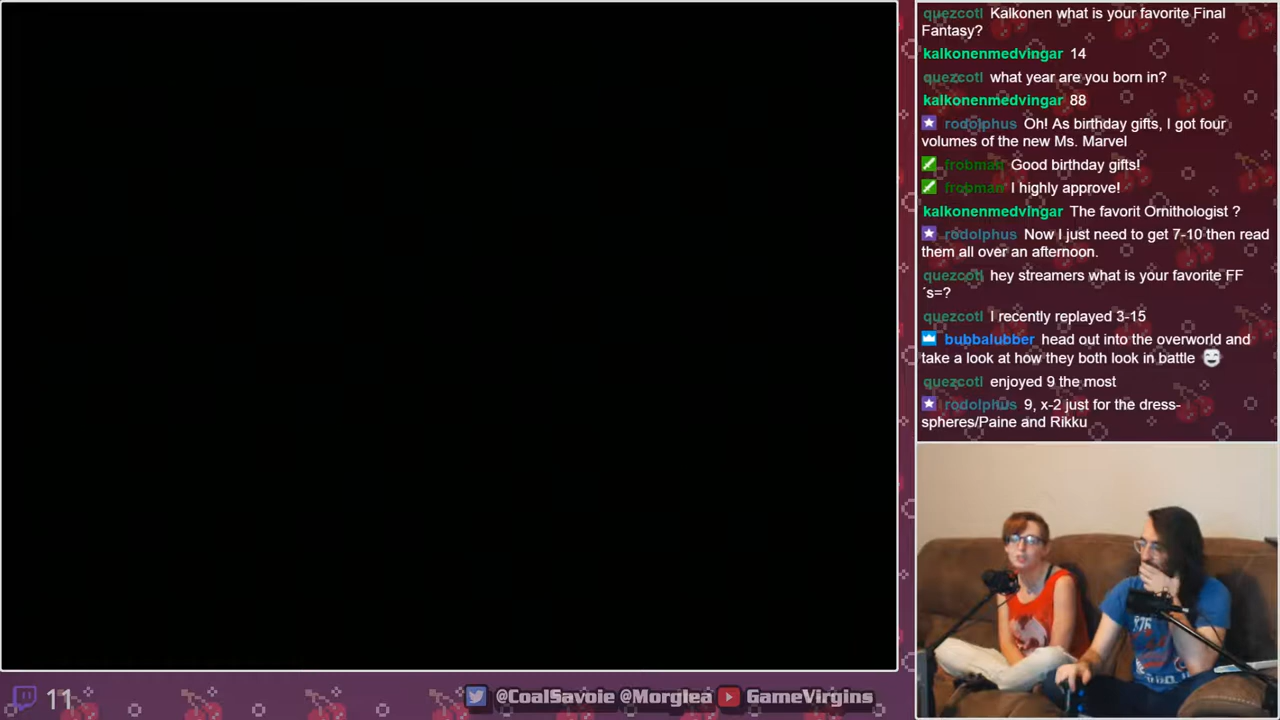 quezcotl Kalkonen what is your favorite Final
Fantasy?
kalkonenmedvingar 14
quezcotl what year are you born in?
kalkonenmedvingar 88
rodolphus Oh! As birthday gifts, I got four
volumes of the new Ms. Marvel
frobman Good birthday gifts!
frobman I highly approve!
kalkonenmedvingar The favorit Ornithologist ?
rodolphus Now I just need to get 7-10 then read
them all over an afternoon.
quezcotl hey streamers what is your favorite FF
´s=?
quezcotl I recently replayed 3-15
bubbalubber head out into the overworld and
take a look at how they both look in battle
quezcotl enjoyed 9 the most
rodolphus 9, x-2 just for the dress-
spheres/Paine and Rikku
11
@CoalSavoie @Morglea GameVirgins